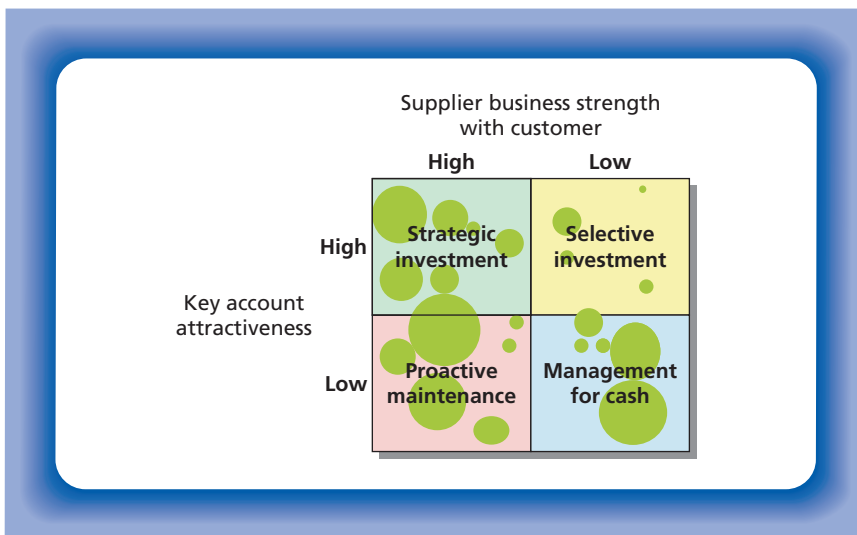 Supplier business strength
with customer
High
Low
High
Strategic
investment
Selective
investment
Key account
attractiveness
Low
Proactive
maintenance
Management
for cash